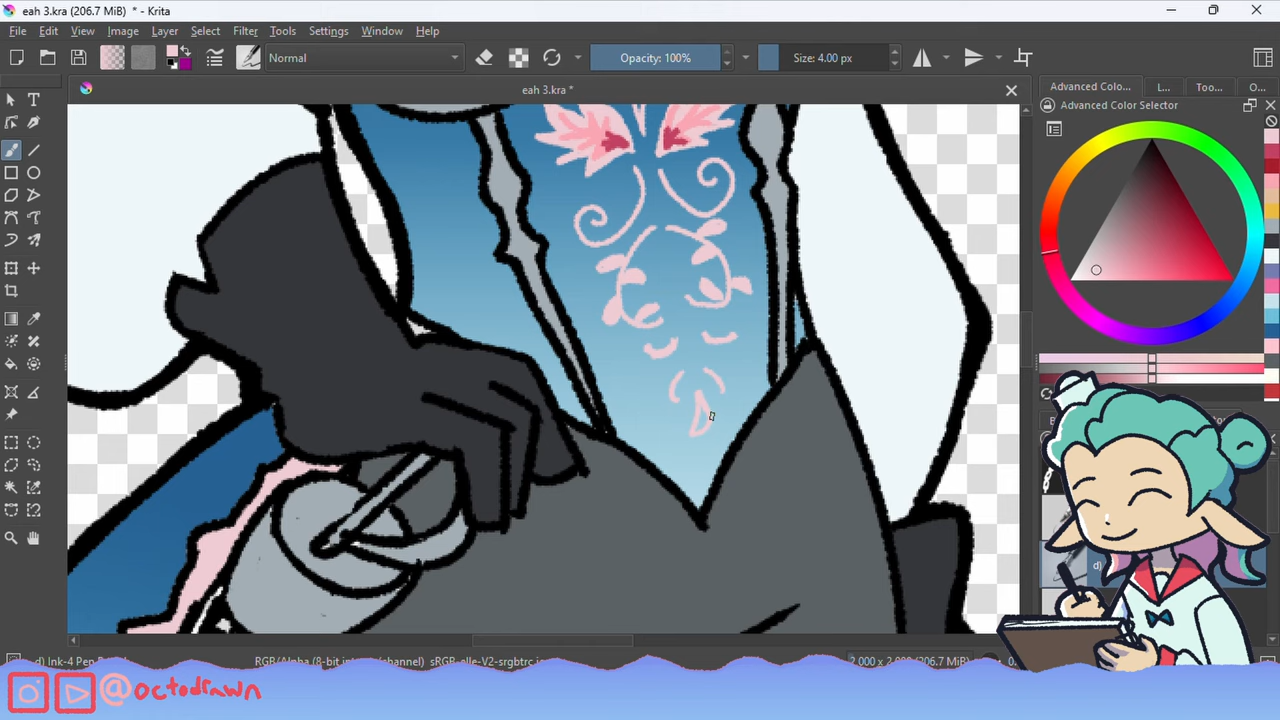 eah 3.kra (206.7 MiB) * - Krita
File Edit View Image Layer Select Filter Tools Settings Window Help
Normal Opacity: 100% Size: 4.00 px
eah 3.kra *
Advanced Colo... L... Too... O...
Advanced Color Selector
d)
d) Ink-4 Pen
RGB/Alpha (8-bit
channel) sRGB-elle-V2-srgbtrc.ic
2,000 x 2,000 (206.7 MiB)
@octodrawn